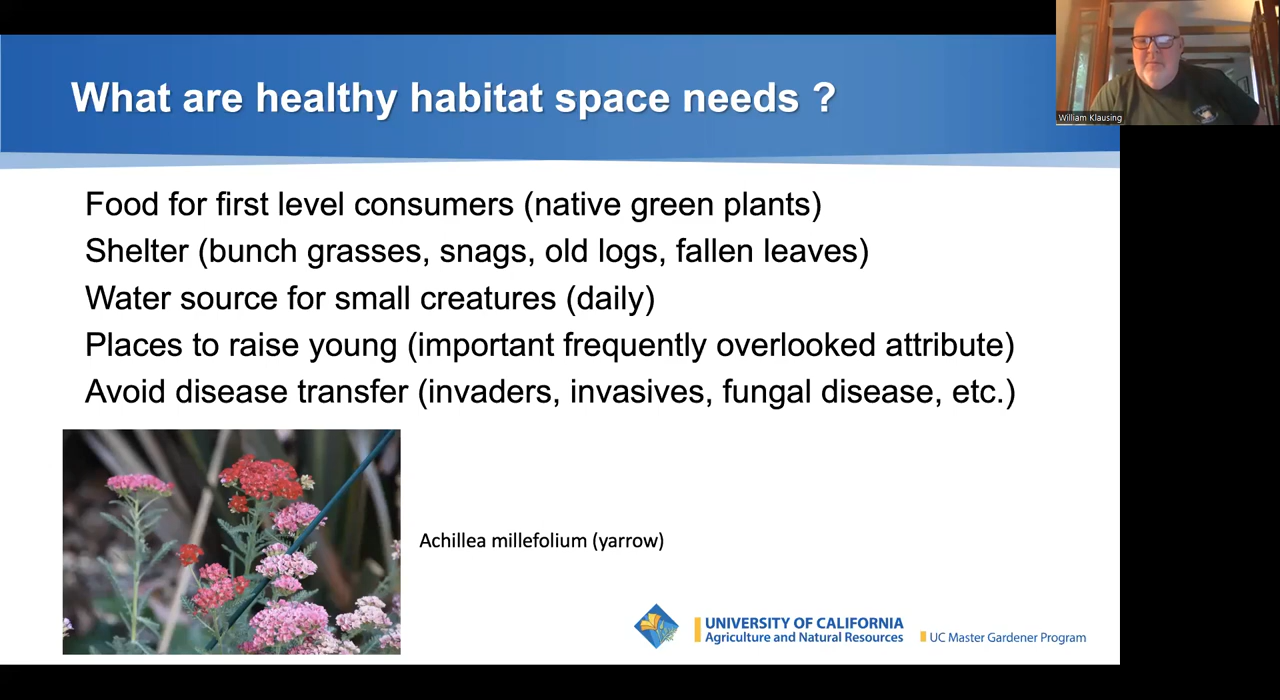 What are healthy habitat space needs ?
William Klausing
Food for first level consumers (native green plants)
Shelter (bunch grasses, snags, old logs, fallen leaves)
Water source for small creatures (daily)
Places to raise young (important frequently overlooked attribute)
Avoid disease transfer (invaders, invasives, fungal disease, etc.)
Achillea millefolium (yarrow)
UNIVERSITY OF CALIFORNIA
Agriculture and Natural Resources
UC Master Gardener Program